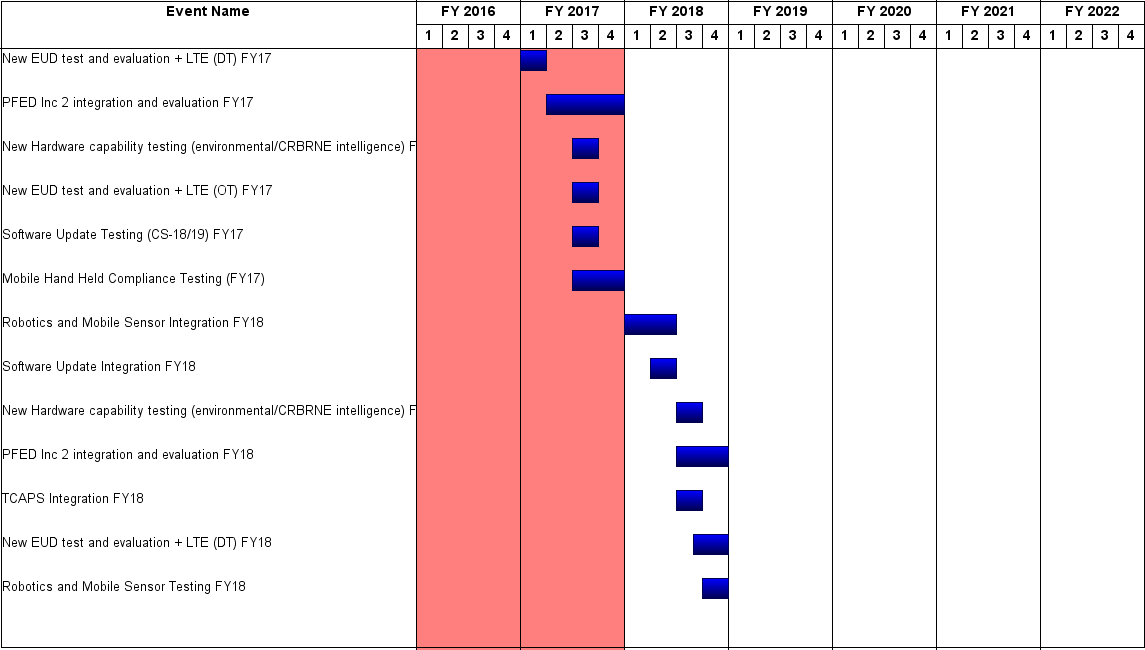 Event Name FY 2016 FY 2017 FY 2018 FY 2019 FY 2020 FY 2021 FY 2022
1 2 3 4 1 2 3 4 1 2 3 4 1 2 3 4 1 2 3 4 1 2 3 4 1 2 3 4
New EUD test and evaluation + LTE (DT) FY17
PFED Inc 2 integration and evaluation FY17
New Hardware capability testing (environmental/CRBRNE intelligence) F
New EUD test and evaluation + LTE (OT) FY17
Software Update Testing (CS-18/19) FY17
Mobile Hand Held Compliance Testing (FY17)
Robotics and Mobile Sensor Integration FY18
Software Update Integration FY18
New Hardware capability testing (environmental/CRBRNE intelligence) F
PFED Inc 2 integration and evaluation FY18
TCAPS Integration FY18
New EUD test and evaluation + LTE (DT) FY18
Robotics and Mobile Sensor Testing FY18